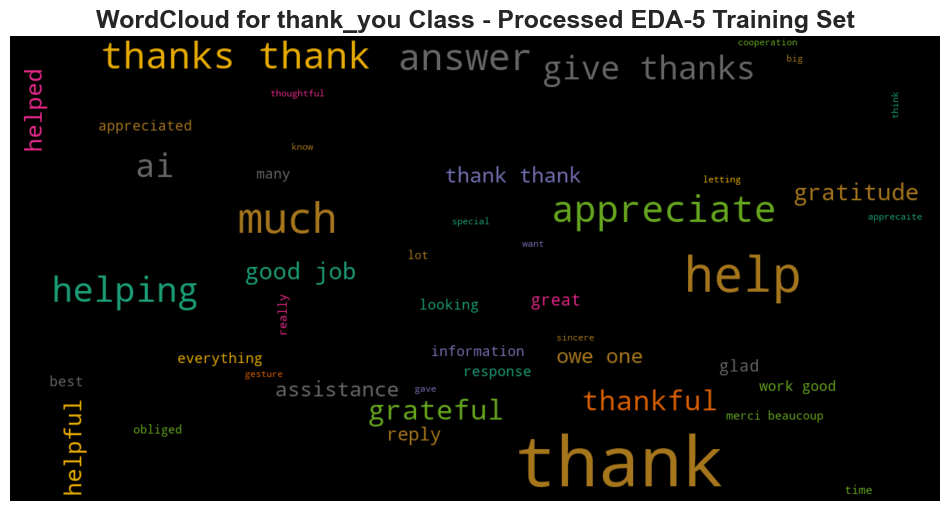 WordCloud for thank_you Class - Processed EDA-5 Training Set
thanks thank
answer
give thanks
cooperation
big
helped
thoughtful
think
appreciated
know
ai
many
thank thank
letting
gratitude
much
special
appreciate
apprecaite
want
lot
good job
help
helping
really
looking
great
sincere
everything
information
owe one
gesture
response
glad
best
assistance
gave
work good
helpful
grateful
thankful
merci beaucoup
obliged
reply
thank
time